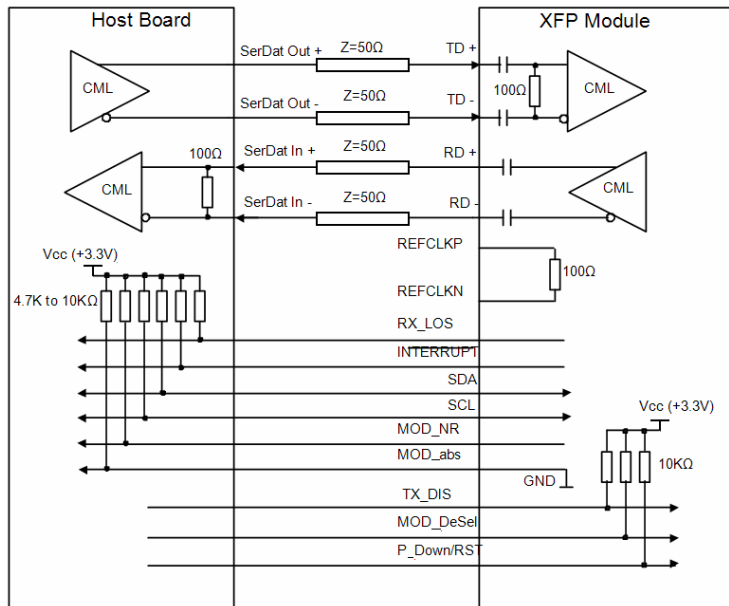 Host Board
XFP Module
SerDat Out +
Z=50Ω
TD +
CML
100Ω
CML
SerDat Out -
Z=50Ω
TD -
100Ω
SerDat In +
Z=50Ω
RD +
CML
CML
SerDat In -
Z=50Ω
RD -
Vcc (+3.3V)
REFCLKP
100Ω
4.7K to 10KΩ
REFCLKN
RX_LOS
INTERRUPT
SDA
SCL
Vcc (+3.3V)
MOD_NR
MOD_abs
10KΩ
GND
TX_DIS
MOD_DeSel
P_Down/RST